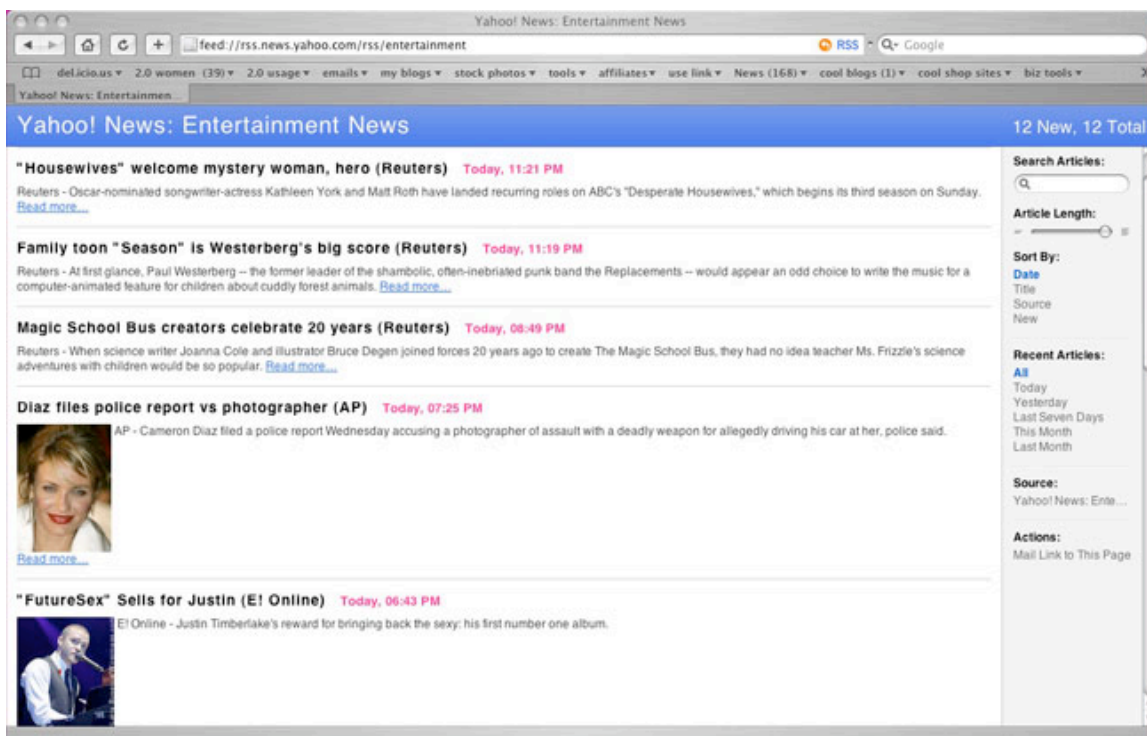 Yahoo! News: Entertainment News
feed://rss.news.yahoo.com/rss/entertainment
RSS
Google
del.icio.us
2.0 women (39)
2.0 usage
emails
my blogs
stock photos
tools
affiliates
use link
News (168)
cool blogs (1)
cool shop sites
biz tools
Yahoo! News: Entertainmen...
Yahoo! News: Entertainment News
12 New, 12 Total
"Housewives" welcome mystery woman, hero (Reuters) Today, 11:21 PM
Reuters - Oscar-nominated songwriter-actress Kathleen York and Matt Roth have landed recurring roles on ABC's "Desperate Housewives," which begins its third season on Sunday.
Read more...
Family toon "Season" is Westerberg's big score (Reuters) Today, 11:19 PM
Reuters - At first glance, Paul Westerberg -- the former leader of the shambolic, often-inebriated punk band the Replacements -- would appear an odd choice to write the music for a
computer-animated feature for children about cuddly forest animals. Read more...
Magic School Bus creators celebrate 20 years (Reuters) Today, 08:49 PM
Reuters - When science writer Joanna Cole and illustrator Bruce Degen joined forces 20 years ago to create The Magic School Bus, they had no idea teacher Ms. Frizzle's science
adventures with children would be so popular. Read more...
Diaz files police report vs photographer (AP) Today, 07:25 PM
AP - Cameron Diaz filed a police report Wednesday accusing a photographer of assault with a deadly weapon for allegedly driving his car at her, police said.
Read more...
"FutureSex" Sells for Justin (E! Online) Today, 06:43 PM
E! Online - Justin Timberlake's reward for bringing back the sexy: his first number one album.
Search Articles:
Article Length:
Sort By:
Date
Title
Source
New
Recent Articles:
All
Today
Yesterday
Last Seven Days
This Month
Last Month
Source:
Yahoo! News: Ente...
Actions:
Mail Link to This Page